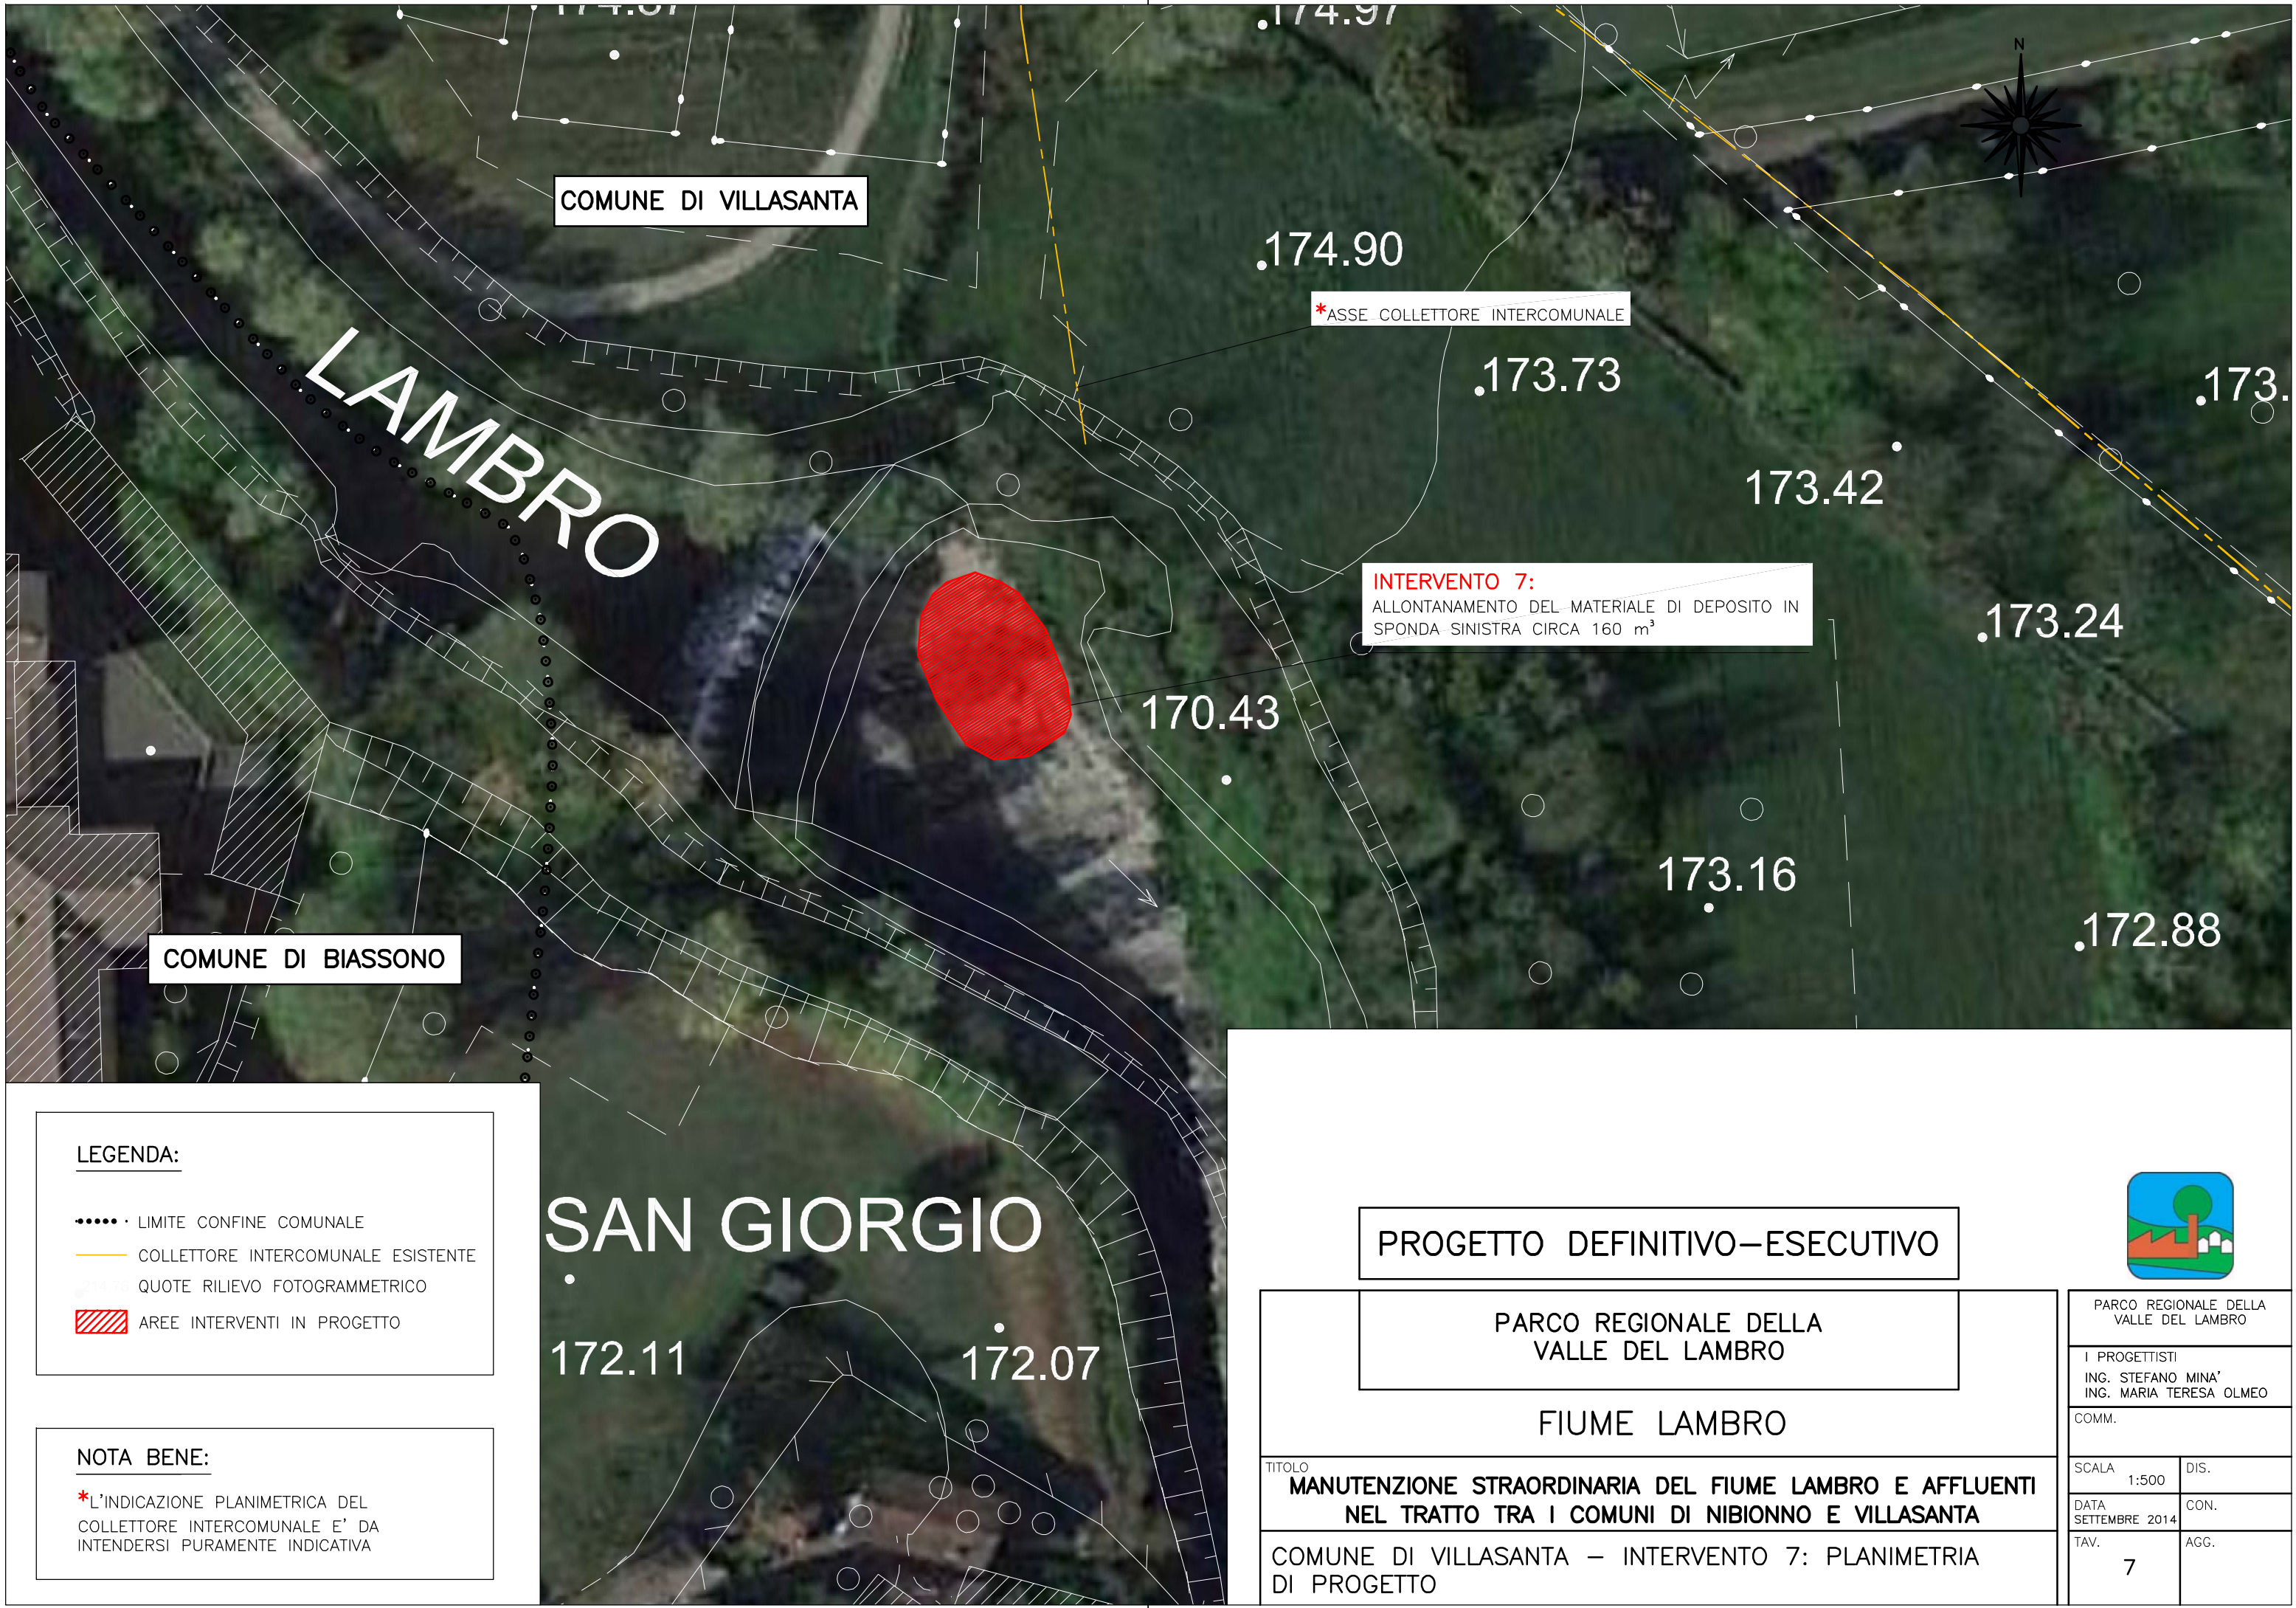 174.97
N
COMUNE DI VILLASANTA
174.90
*ASSE COLLETTORE INTERCOMUNALE
173.73
173.
LAMBRO
173.42
INTERVENTO 7:
ALLONTANAMENTO DEL MATERIALE DI DEPOSITO IN
SPONDA SINISTRA CIRCA 160 m³
173.24
170.43
173.16
172.88
COMUNE DI BIASSONO
SAN GIORGIO
172.11
172.07
LEGENDA:
LIMITE CONFINE COMUNALE
COLLETTORE INTERCOMUNALE ESISTENTE
QUOTE RILIEVO FOTOGRAMMETRICO
AREE INTERVENTI IN PROGETTO
NOTA BENE:
*L'INDICAZIONE PLANIMETRICA DEL
COLLETTORE INTERCOMUNALE E' DA
INTENDERSI PURAMENTE INDICATIVA
PROGETTO DEFINITIVO-ESECUTIVO
PARCO REGIONALE DELLA
VALLE DEL LAMBRO
FIUME LAMBRO
TITOLO
MANUTENZIONE STRAORDINARIA DEL FIUME LAMBRO E AFFLUENTI
NEL TRATTO TRA I COMUNI DI NIBIONNO E VILLASANTA
COMUNE DI VILLASANTA – INTERVENTO 7: PLANIMETRIA
DI PROGETTO
PARCO REGIONALE DELLA
VALLE DEL LAMBRO
I PROGETTISTI
ING. STEFANO MINA'
ING. MARIA TERESA OLMEO
COMM.
SCALA 1:500
DIS.
DATA
SETTEMBRE 2014
CON.
TAV.
7
AGG.